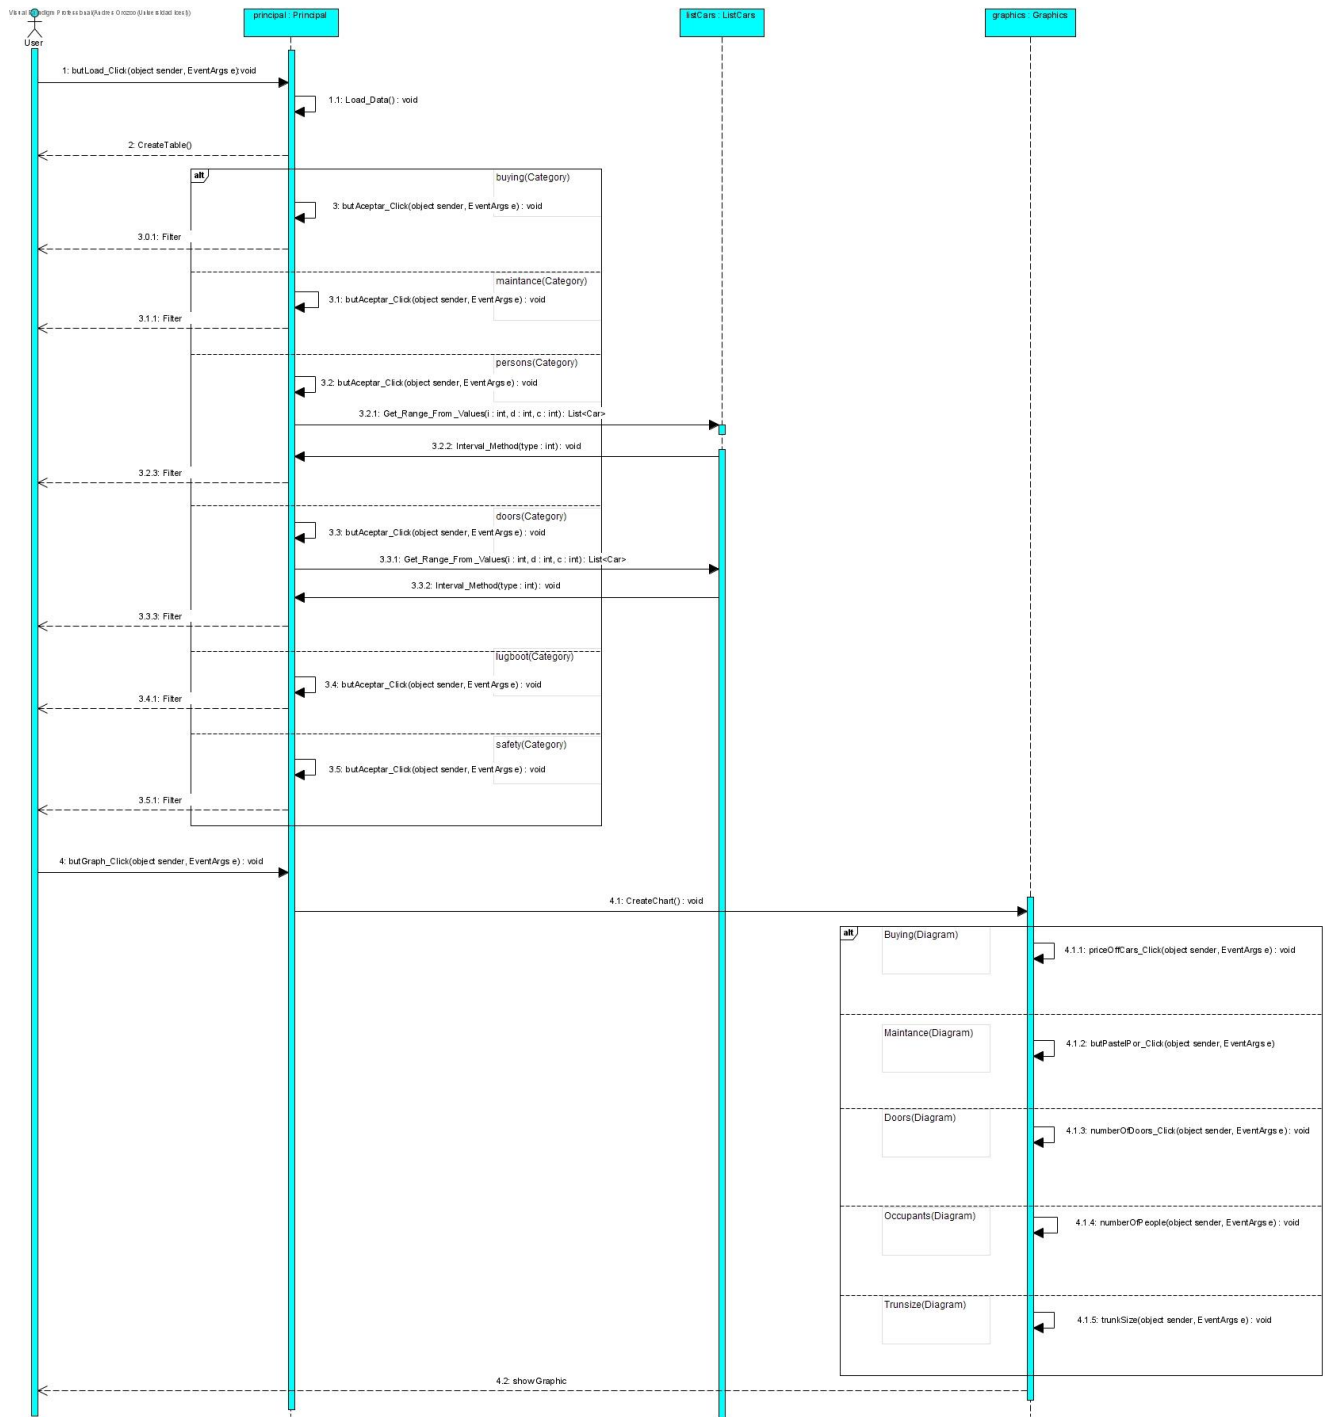 Visual Paradigm Professional(Andres Orozco(Universidad Icesi))
principal : Principal
listCars : ListCars
graphics : Graphics
User
1: butLoad_Click(object sender, EventArgs e):void
1.1: Load_Data() : void
2: CreateTable()
alt
buying(Category)
3: butAceptar_Click(object sender, EventArgs e) : void
3.0.1: Filter
maintance(Category)
3.1: butAceptar_Click(object sender, EventArgs e) : void
3.1.1: Filter
persons(Category)
3.2: butAceptar_Click(object sender, EventArgs e) : void
3.2.1: Get_Range_From_Values(i : int, d : int, c : int) : List<Car>
3.2.2: Interval_Method(type : int) : void
3.2.3: Filter
doors(Category)
3.3: butAceptar_Click(object sender, EventArgs e) : void
3.3.1: Get_Range_From_Values(i : int, d : int, c : int) : List<Car>
3.3.2: Interval_Method(type : int) : void
3.3.3: Filter
lugboot(Category)
3.4: butAceptar_Click(object sender, EventArgs e) : void
3.4.1: Filter
safety(Category)
3.5: butAceptar_Click(object sender, EventArgs e) : void
3.5.1: Filter
4: butGraph_Click(object sender, EventArgs e) : void
4.1: CreateChart() : void
alt
Buying(Diagram)
4.1.1: priceOffCars_Click(object sender, EventArgs e) : void
Maintance(Diagram)
4.1.2: butPastelPor_Click(object sender, EventArgs e)
Doors(Diagram)
4.1.3: numberOfDoors_Click(object sender, EventArgs e) : void
Occupants(Diagram)
4.1.4: numberOfPeople(object sender, EventArgs e) : void
Trunsize(Diagram)
4.1.5: trunkSize(object sender, EventArgs e) : void
4.2: showGraphic